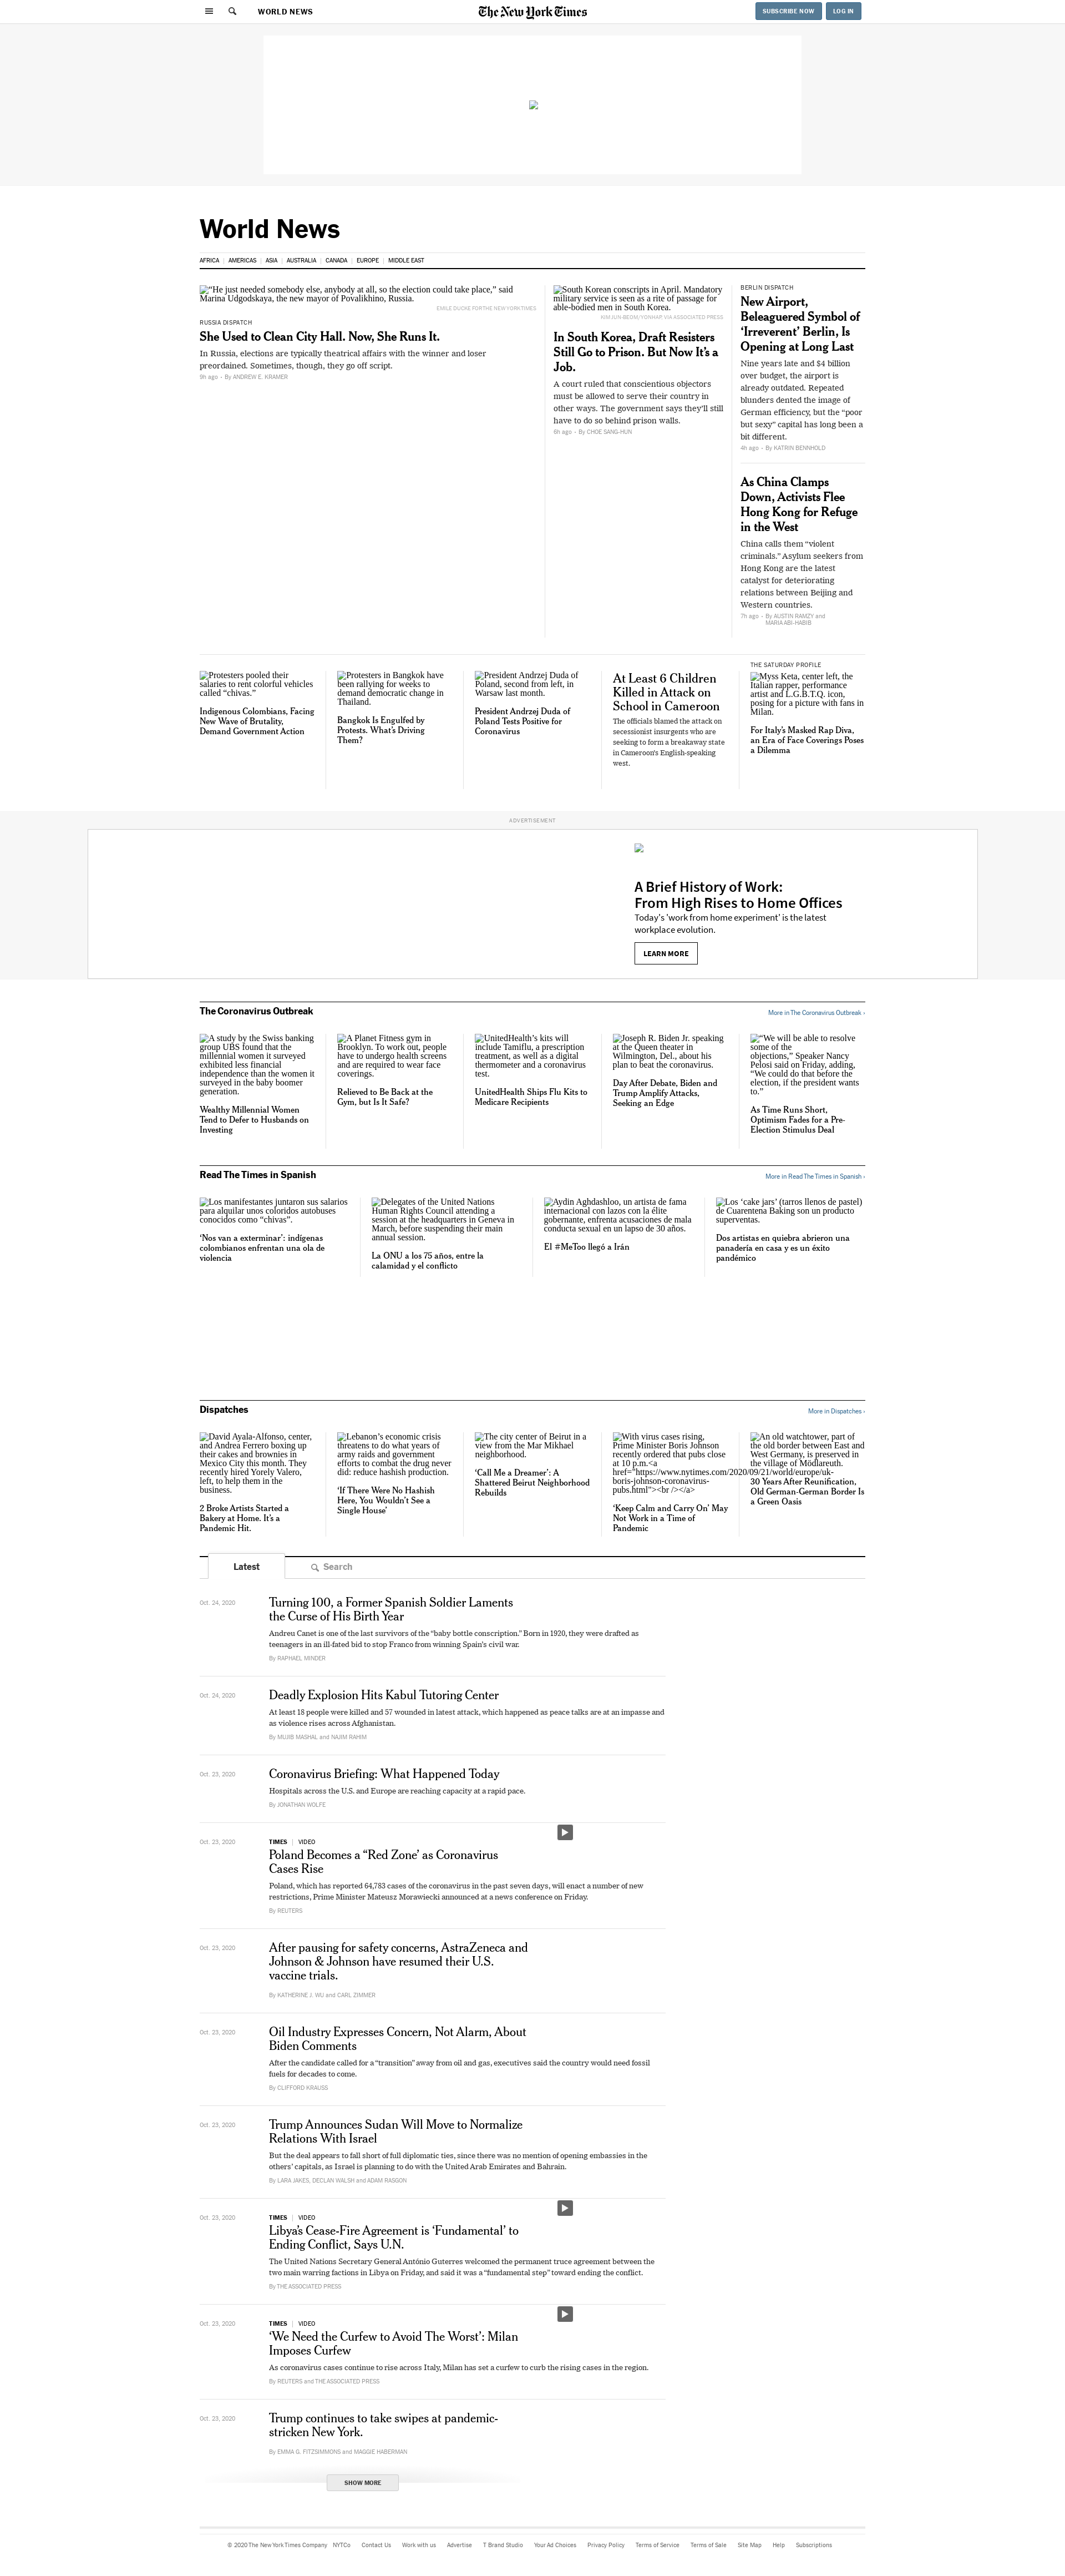 WORLD NEWS
The New York Times
SUBSCRIBE NOW
LOG IN
World News
AFRICA
AMERICAS
ASIA
AUSTRALIA
CANADA
EUROPE
MIDDLE EAST
“He just needed somebody else, anybody at all, so the election could take place,” said
Marina Udgodskaya, the new mayor of Povalikhino, Russia.
EMILE DUCKE FOR THE NEW YORK TIMES
RUSSIA DISPATCH
She Used to Clean City Hall. Now, She Runs It.
In Russia, elections are typically theatrical affairs with the winner and loser
preordained. Sometimes, though, they go off script.
9h ago - By ANDREW E. KRAMER
South Korean conscripts in April. Mandatory
military service is seen as a rite of passage for
able-bodied men in South Korea.
KIM JUN-BEOM/YONHAP, VIA ASSOCIATED PRESS
In South Korea, Draft Resisters
Still Go to Prison. But Now It’s a
Job.
A court ruled that conscientious objectors
must be allowed to serve their country in
other ways. The government says they’ll still
have to do so behind prison walls.
6h ago - By CHOE SANG-HUN
BERLIN DISPATCH
New Airport,
Beleaguered Symbol of
‘Irreverent’ Berlin, Is
Opening at Long Last
Nine years late and $4 billion
over budget, the airport is
already outdated. Repeated
blunders dented the image of
German efficiency, but the “poor
but sexy” capital has long been a
bit different.
4h ago - By KATRIN BENNHOLD
As China Clamps
Down, Activists Flee
Hong Kong for Refuge
in the West
China calls them “violent
criminals.” Asylum seekers from
Hong Kong are the latest
catalyst for deteriorating
relations between Beijing and
Western countries.
7h ago - By AUSTIN RAMZY and
MARIA ABI-HABIB
Protesters pooled their
salaries to rent colorful vehicles
called “chivas.”
Indigenous Colombians, Facing
New Wave of Brutality,
Demand Government Action
Protesters in Bangkok have
been rallying for weeks to
demand democratic change in
Thailand.
Bangkok Is Engulfed by
Protests. What’s Driving
Them?
President Andrzej Duda of
Poland, second from left, in
Warsaw last month.
President Andrzej Duda of
Poland Tests Positive for
Coronavirus
At Least 6 Children
Killed in Attack on
School in Cameroon
The officials blamed the attack on
secessionist insurgents who are
seeking to form a breakaway state
in Cameroon’s English-speaking
west.
THE SATURDAY PROFILE
Myss Keta, center left, the
Italian rapper, performance
artist and L.G.B.T.Q. icon,
posing for a picture with fans in
Milan.
For Italy’s Masked Rap Diva,
an Era of Face Coverings Poses
a Dilemma
ADVERTISEMENT
A Brief History of Work:
From High Rises to Home Offices
Today's 'work from home experiment' is the latest
workplace evolution.
LEARN MORE
The Coronavirus Outbreak
More in The Coronavirus Outbreak ›
A study by the Swiss banking
group UBS found that the
millennial women it surveyed
exhibited less financial
independence than the women it
surveyed in the baby boomer
generation.
Wealthy Millennial Women
Tend to Defer to Husbands on
Investing
A Planet Fitness gym in
Brooklyn. To work out, people
have to undergo health screens
and are required to wear face
coverings.
Relieved to Be Back at the
Gym, but Is It Safe?
UnitedHealth’s kits will
include Tamiflu, a prescription
treatment, as well as a digital
thermometer and a coronavirus
test.
UnitedHealth Ships Flu Kits to
Medicare Recipients
Joseph R. Biden Jr. speaking
at the Queen theater in
Wilmington, Del., about his
plan to beat the coronavirus.
Day After Debate, Biden and
Trump Amplify Attacks,
Seeking an Edge
“We will be able to resolve
some of the
objections,” Speaker Nancy
Pelosi said on Friday, adding,
“We could do that before the
election, if the president wants
to.”
As Time Runs Short,
Optimism Fades for a Pre-
Election Stimulus Deal
Read The Times in Spanish
More in Read The Times in Spanish ›
Los manifestantes juntaron sus salarios
para alquilar unos coloridos autobuses
conocidos como “chivas”.
‘Nos van a exterminar’: indígenas
colombianos enfrentan una ola de
violencia
Delegates of the United Nations
Human Rights Council attending a
session at the headquarters in Geneva in
March, before suspending their main
annual session.
La ONU a los 75 años, entre la
calamidad y el conflicto
Aydin Aghdashloo, un artista de fama
internacional con lazos con la élite
gobernante, enfrenta acusaciones de mala
conducta sexual en un lapso de 30 años.
El #MeToo llegó a Irán
Los ‘cake jars’ (tarros llenos de pastel)
de Cuarentena Baking son un producto
superventas.
Dos artistas en quiebra abrieron una
panadería en casa y es un éxito
pandémico
Dispatches
More in Dispatches ›
David Ayala-Alfonso, center,
and Andrea Ferrero boxing up
their cakes and brownies in
Mexico City this month. They
recently hired Yorely Valero,
left, to help them in the
business.
2 Broke Artists Started a
Bakery at Home. It’s a
Pandemic Hit.
Lebanon’s economic crisis
threatens to do what years of
army raids and government
efforts to combat the drug never
did: reduce hashish production.
‘If There Were No Hashish
Here, You Wouldn’t See a
Single House’
The city center of Beirut in a
view from the Mar Mikhael
neighborhood.
‘Call Me a Dreamer’: A
Shattered Beirut Neighborhood
Rebuilds
With virus cases rising,
Prime Minister Boris Johnson
recently ordered that pubs close
at 10 p.m.<a
href="https://www.nytimes.com/2020/09/21/world/europe/uk-
boris-johnson-coronavirus-
pubs.html"><br /></a>
‘Keep Calm and Carry On’ May
Not Work in a Time of
Pandemic
An old watchtower, part of
the old border between East and
West Germany, is preserved in
the village of Mödlareuth.
30 Years After Reunification,
Old German-German Border Is
a Green Oasis
Latest
Search
Oct. 24, 2020
Turning 100, a Former Spanish Soldier Laments
the Curse of His Birth Year
Andreu Canet is one of the last survivors of the “baby bottle conscription.” Born in 1920, they were drafted as
teenagers in an ill-fated bid to stop Franco from winning Spain’s civil war.
By RAPHAEL MINDER
Oct. 24, 2020
Deadly Explosion Hits Kabul Tutoring Center
At least 18 people were killed and 57 wounded in latest attack, which happened as peace talks are at an impasse and
as violence rises across Afghanistan.
By MUJIB MASHAL and NAJIM RAHIM
Oct. 23, 2020
Coronavirus Briefing: What Happened Today
Hospitals across the U.S. and Europe are reaching capacity at a rapid pace.
By JONATHAN WOLFE
Oct. 23, 2020
TIMES | VIDEO
Poland Becomes a “Red Zone’ as Coronavirus
Cases Rise
Poland, which has reported 64,783 cases of the coronavirus in the past seven days, will enact a number of new
restrictions, Prime Minister Mateusz Morawiecki announced at a news conference on Friday.
By REUTERS
Oct. 23, 2020
After pausing for safety concerns, AstraZeneca and
Johnson & Johnson have resumed their U.S.
vaccine trials.
By KATHERINE J. WU and CARL ZIMMER
Oct. 23, 2020
Oil Industry Expresses Concern, Not Alarm, About
Biden Comments
After the candidate called for a “transition” away from oil and gas, executives said the country would need fossil
fuels for decades to come.
By CLIFFORD KRAUSS
Oct. 23, 2020
Trump Announces Sudan Will Move to Normalize
Relations With Israel
But the deal appears to fall short of full diplomatic ties, since there was no mention of opening embassies in the
others’ capitals, as Israel is planning to do with the United Arab Emirates and Bahrain.
By LARA JAKES, DECLAN WALSH and ADAM RASGON
Oct. 23, 2020
TIMES | VIDEO
Libya’s Cease-Fire Agreement is ‘Fundamental’ to
Ending Conflict, Says U.N.
The United Nations Secretary General António Guterres welcomed the permanent truce agreement between the
two main warring factions in Libya on Friday, and said it was a “fundamental step” toward ending the conflict.
By THE ASSOCIATED PRESS
Oct. 23, 2020
TIMES | VIDEO
‘We Need the Curfew to Avoid The Worst’: Milan
Imposes Curfew
As coronavirus cases continue to rise across Italy, Milan has set a curfew to curb the rising cases in the region.
By REUTERS and THE ASSOCIATED PRESS
Oct. 23, 2020
Trump continues to take swipes at pandemic-
stricken New York.
By EMMA G. FITZSIMMONS and MAGGIE HABERMAN
SHOW MORE
© 2020 The New York Times Company
NYTCo
Contact Us
Work with us
Advertise
T Brand Studio
Your Ad Choices
Privacy Policy
Terms of Service
Terms of Sale
Site Map
Help
Subscriptions